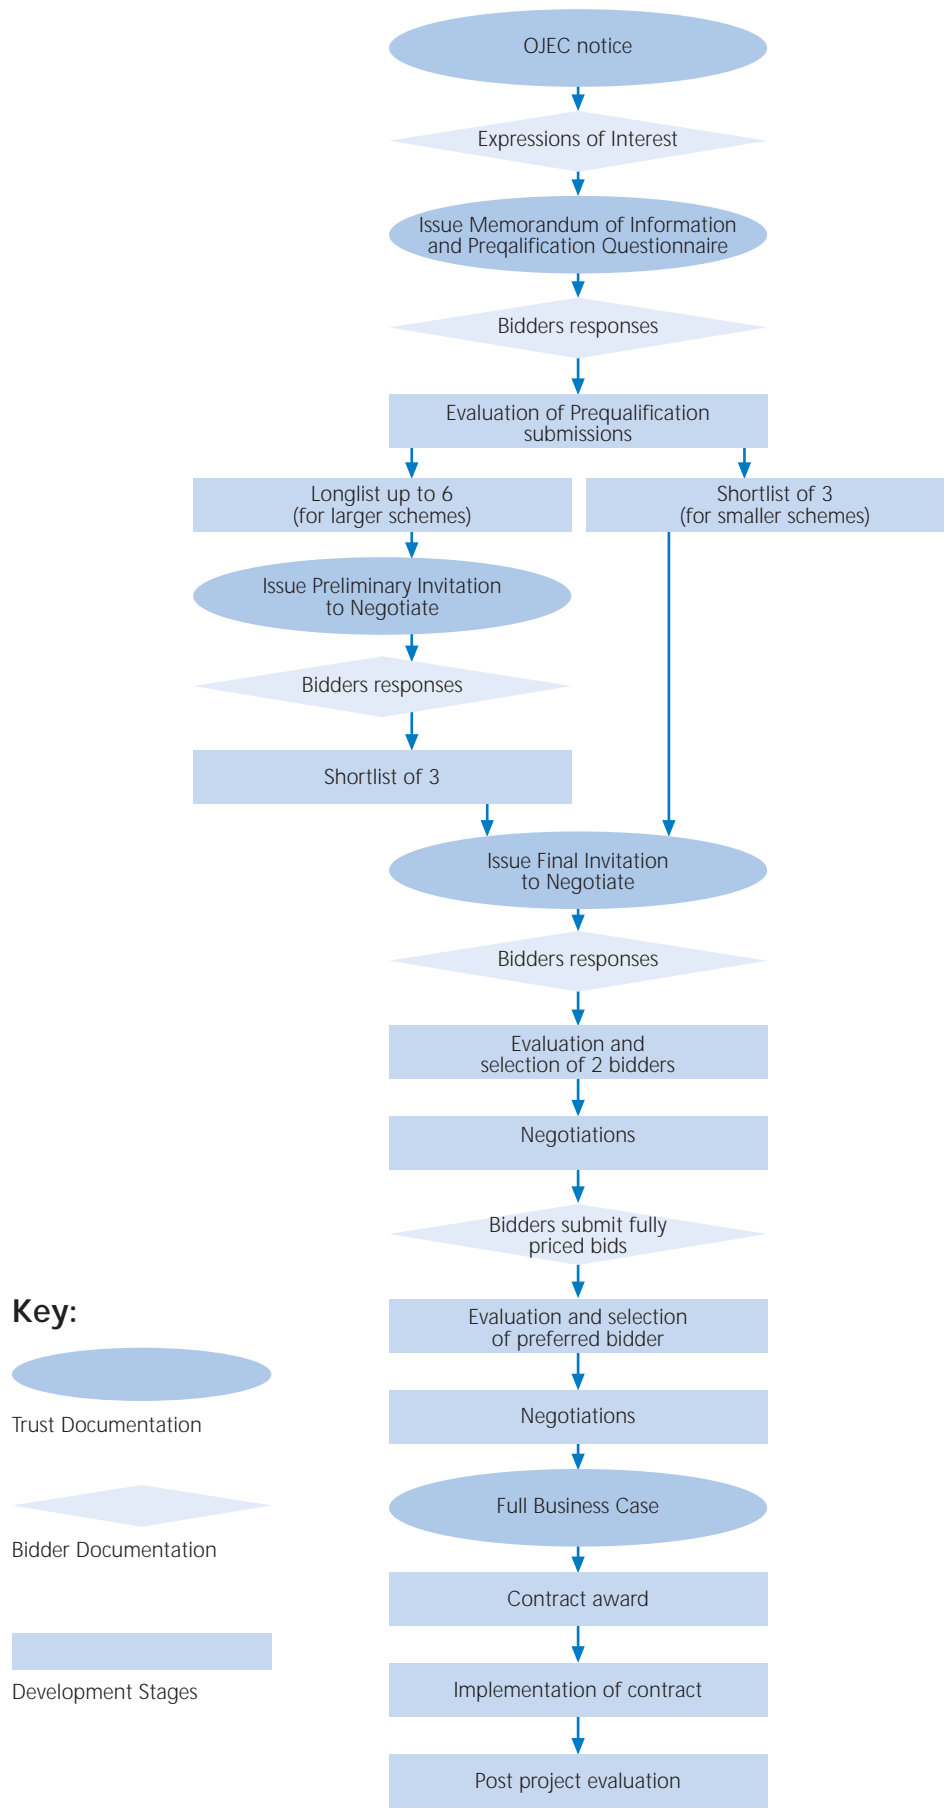 OJEC notice
Expressions of Interest
Issue Memorandum of Information
and Preqalification Questionnaire
Bidders responses
Evaluation of Prequalification
submissions
Longlist up to 6
(for larger schemes)
Shortlist of 3
(for smaller schemes)
Issue Preliminary Invitation
to Negotiate
Bidders responses
Shortlist of 3
Issue Final Invitation
to Negotiate
Bidders responses
Evaluation and
selection of 2 bidders
Negotiations
Bidders submit fully
priced bids
Evaluation and selection
of preferred bidder
Negotiations
Full Business Case
Contract award
Implementation of contract
Post project evaluation
Key:
Trust Documentation
Bidder Documentation
Development Stages